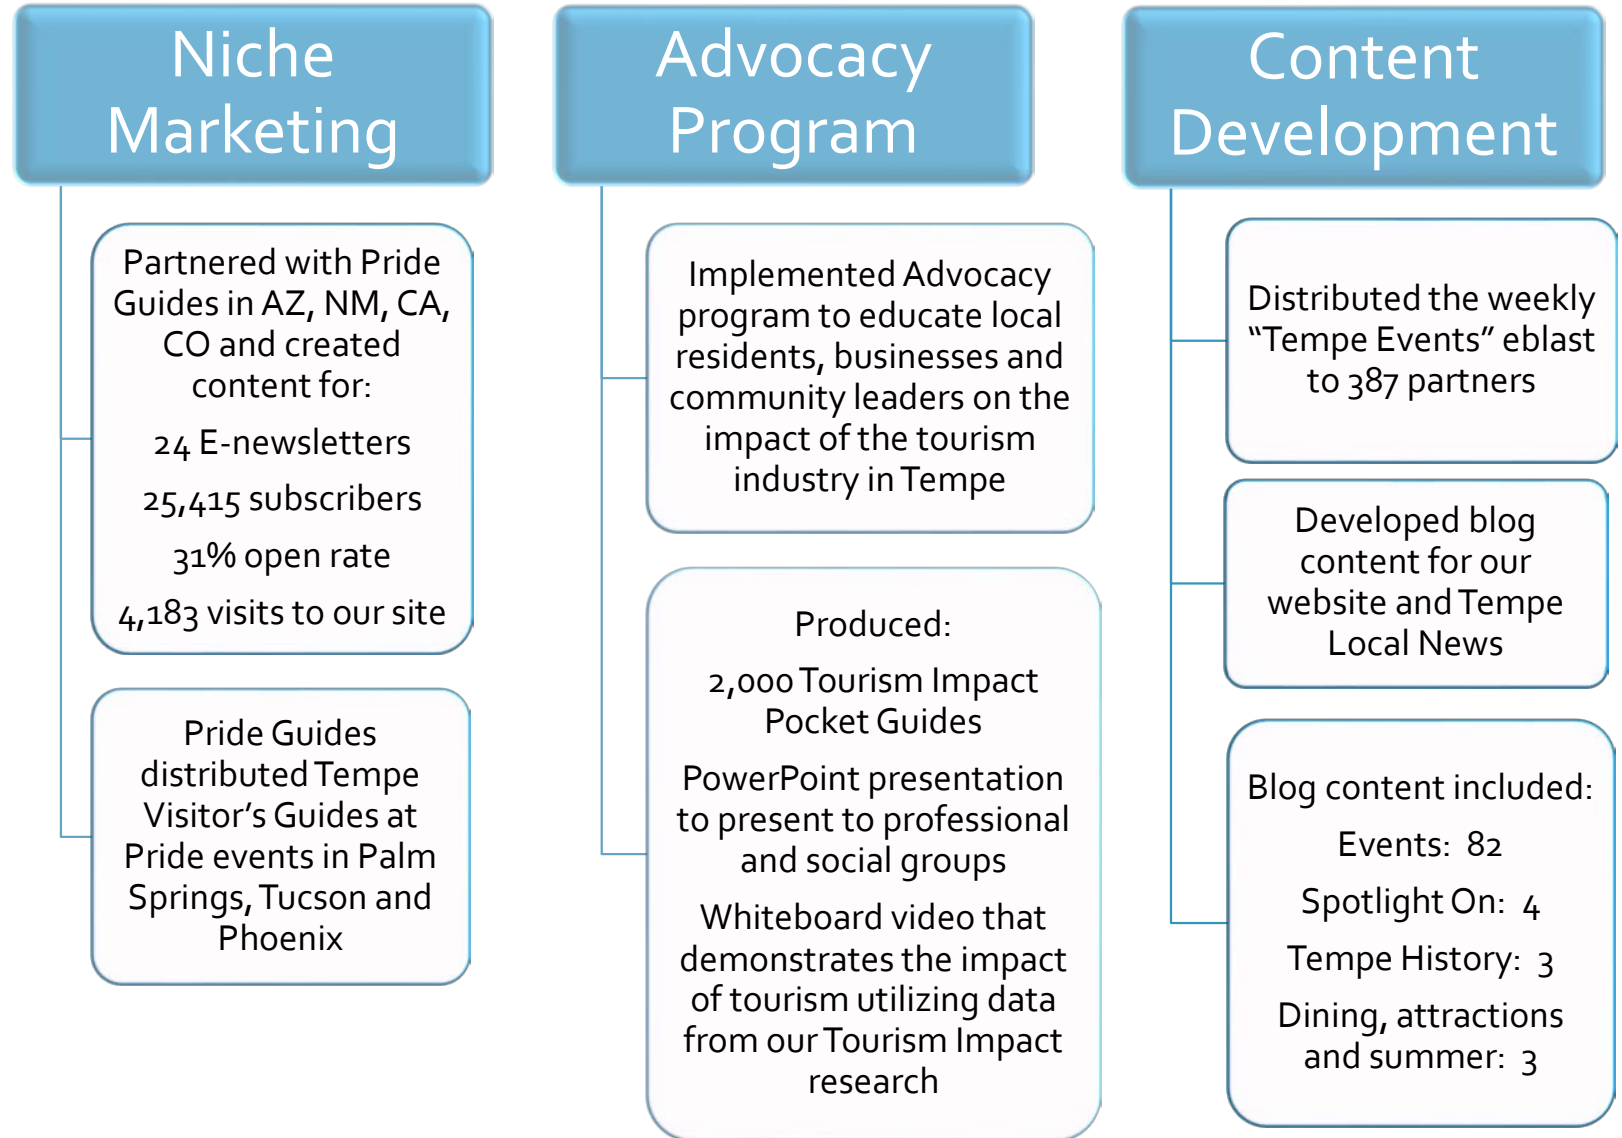 Niche
Marketing
Partnered with Pride
Guides in AZ, NM, CA,
CO and created
content for:
24 E-newsletters
25,415 subscribers
31% open rate
4,183 visits to our site
Pride Guides
distributed Tempe
Visitor’s Guides at
Pride events in Palm
Springs, Tucson and
Phoenix
Advocacy
Program
Implemented Advocacy
program to educate local
residents, businesses and
community leaders on the
impact of the tourism
industry in Tempe
Produced:
2,000 Tourism Impact
Pocket Guides
PowerPoint presentation
to present to professional
and social groups
Whiteboard video that
demonstrates the impact
of tourism utilizing data
from our Tourism Impact
research
Content
Development
Distributed the weekly
“Tempe Events” eblast
to 387 partners
Developed blog
content for our
website and Tempe
Local News
Blog content included:
Events: 82
Spotlight On: 4
Tempe History: 3
Dining, attractions
and summer: 3